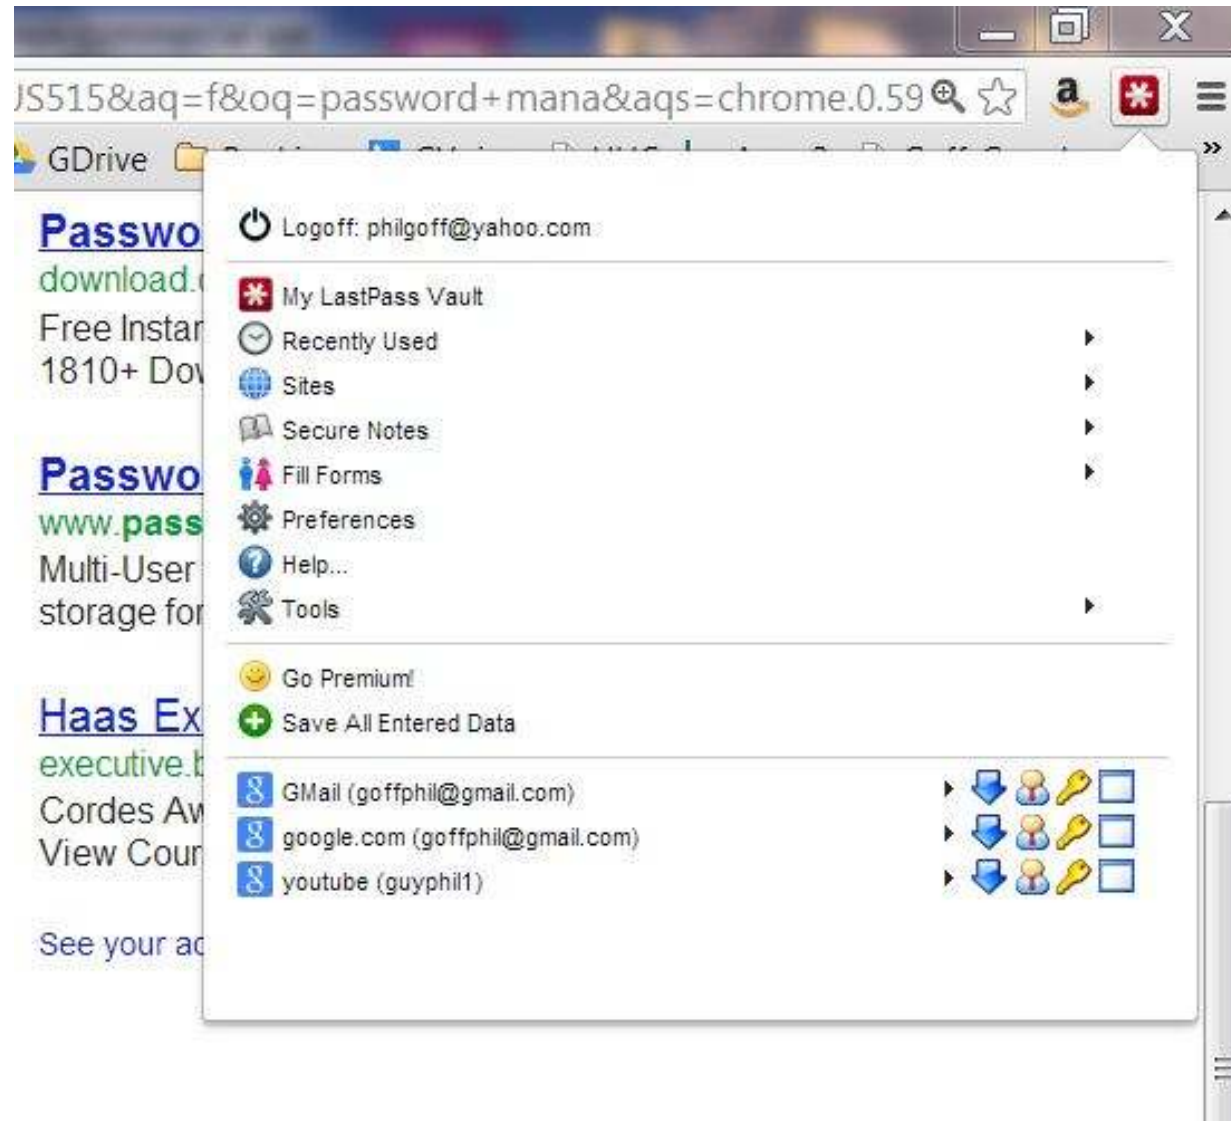 JS515&aq=f&oq=password+mana&aqs=chrome.0.59
GDrive
»
Passwo
download.
Free Instar
1810+ Dov
Passwo
www.pass
Multi-User
storage for
Haas Ex
executive.b
Cordes Aw
View Cour
See your ac
Logoff: philgoff@yahoo.com
My LastPass Vault
Recently Used
Sites
Secure Notes
Fill Forms
Preferences
Help...
Tools
Go Premium!
Save All Entered Data
GMail (goffphil@gmail.com)
google.com (goffphil@gmail.com)
youtube (guyphil1)